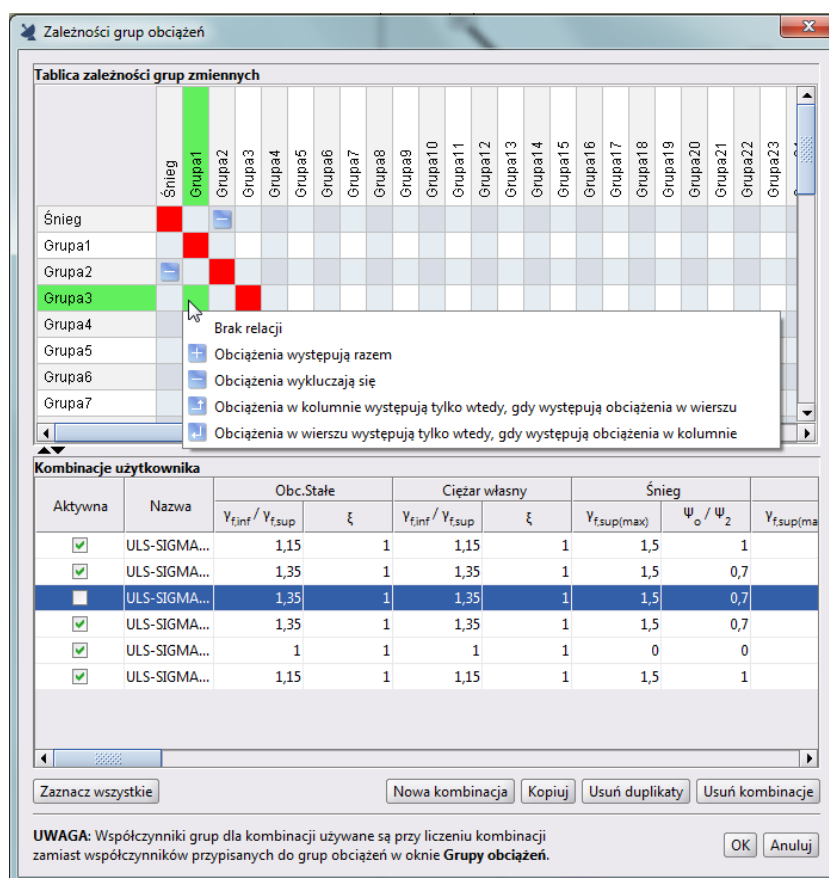 Zależności grup obciążeń
Tablica zależności grup zmiennych
Śnieg Grupa1 Grupa2 Grupa3 Grupa4 Grupa5 Grupa6 Grupa7 Grupa8 Grupa9 Grupa10 Grupa11 Grupa12 Grupa13 Grupa14 Grupa15 Grupa16 Grupa17 Grupa18 Grupa19 Grupa20 Grupa21 Grupa22 Grupa23
Śnieg
Grupa1
Grupa2
Grupa3
Grupa4
Grupa5
Grupa6
Grupa7
Brak relacji
Obciążenia występują razem
Obciążenia wykluczają się
Obciążenia w kolumnie występują tylko wtedy, gdy występują obciążenia w wierszu
Obciążenia w wierszu występują tylko wtedy, gdy występują obciążenia w kolumnie
Kombinacje użytkownika
Aktywna Nazwa Obc.Stałe Ciężar własny Śnieg
γf,inf / γf,sup ξ γf,inf / γf,sup ξ γf,sup(max) Ψo / Ψ2 γf,sup(ma
ULS-SIGMA... 1,15 1 1,15 1 1,5 1
ULS-SIGMA... 1,35 1 1,35 1 1,5 0,7
ULS-SIGMA... 1,35 1 1,35 1 1,5 0,7
ULS-SIGMA... 1,35 1 1,35 1 1,5 0,7
ULS-SIGMA... 1 1 1 1 0 0
ULS-SIGMA... 1,15 1 1,15 1 1,5 1
Zaznacz wszystkie Nowa kombinacja Kopiuj Usuń duplikaty Usuń kombinacje
UWAGA: Współczynniki grup dla kombinacji używane są przy liczeniu kombinacji
zamiast współczynników przypisanych do grup obciążeń w oknie Grupy obciążeń.
OK Anuluj